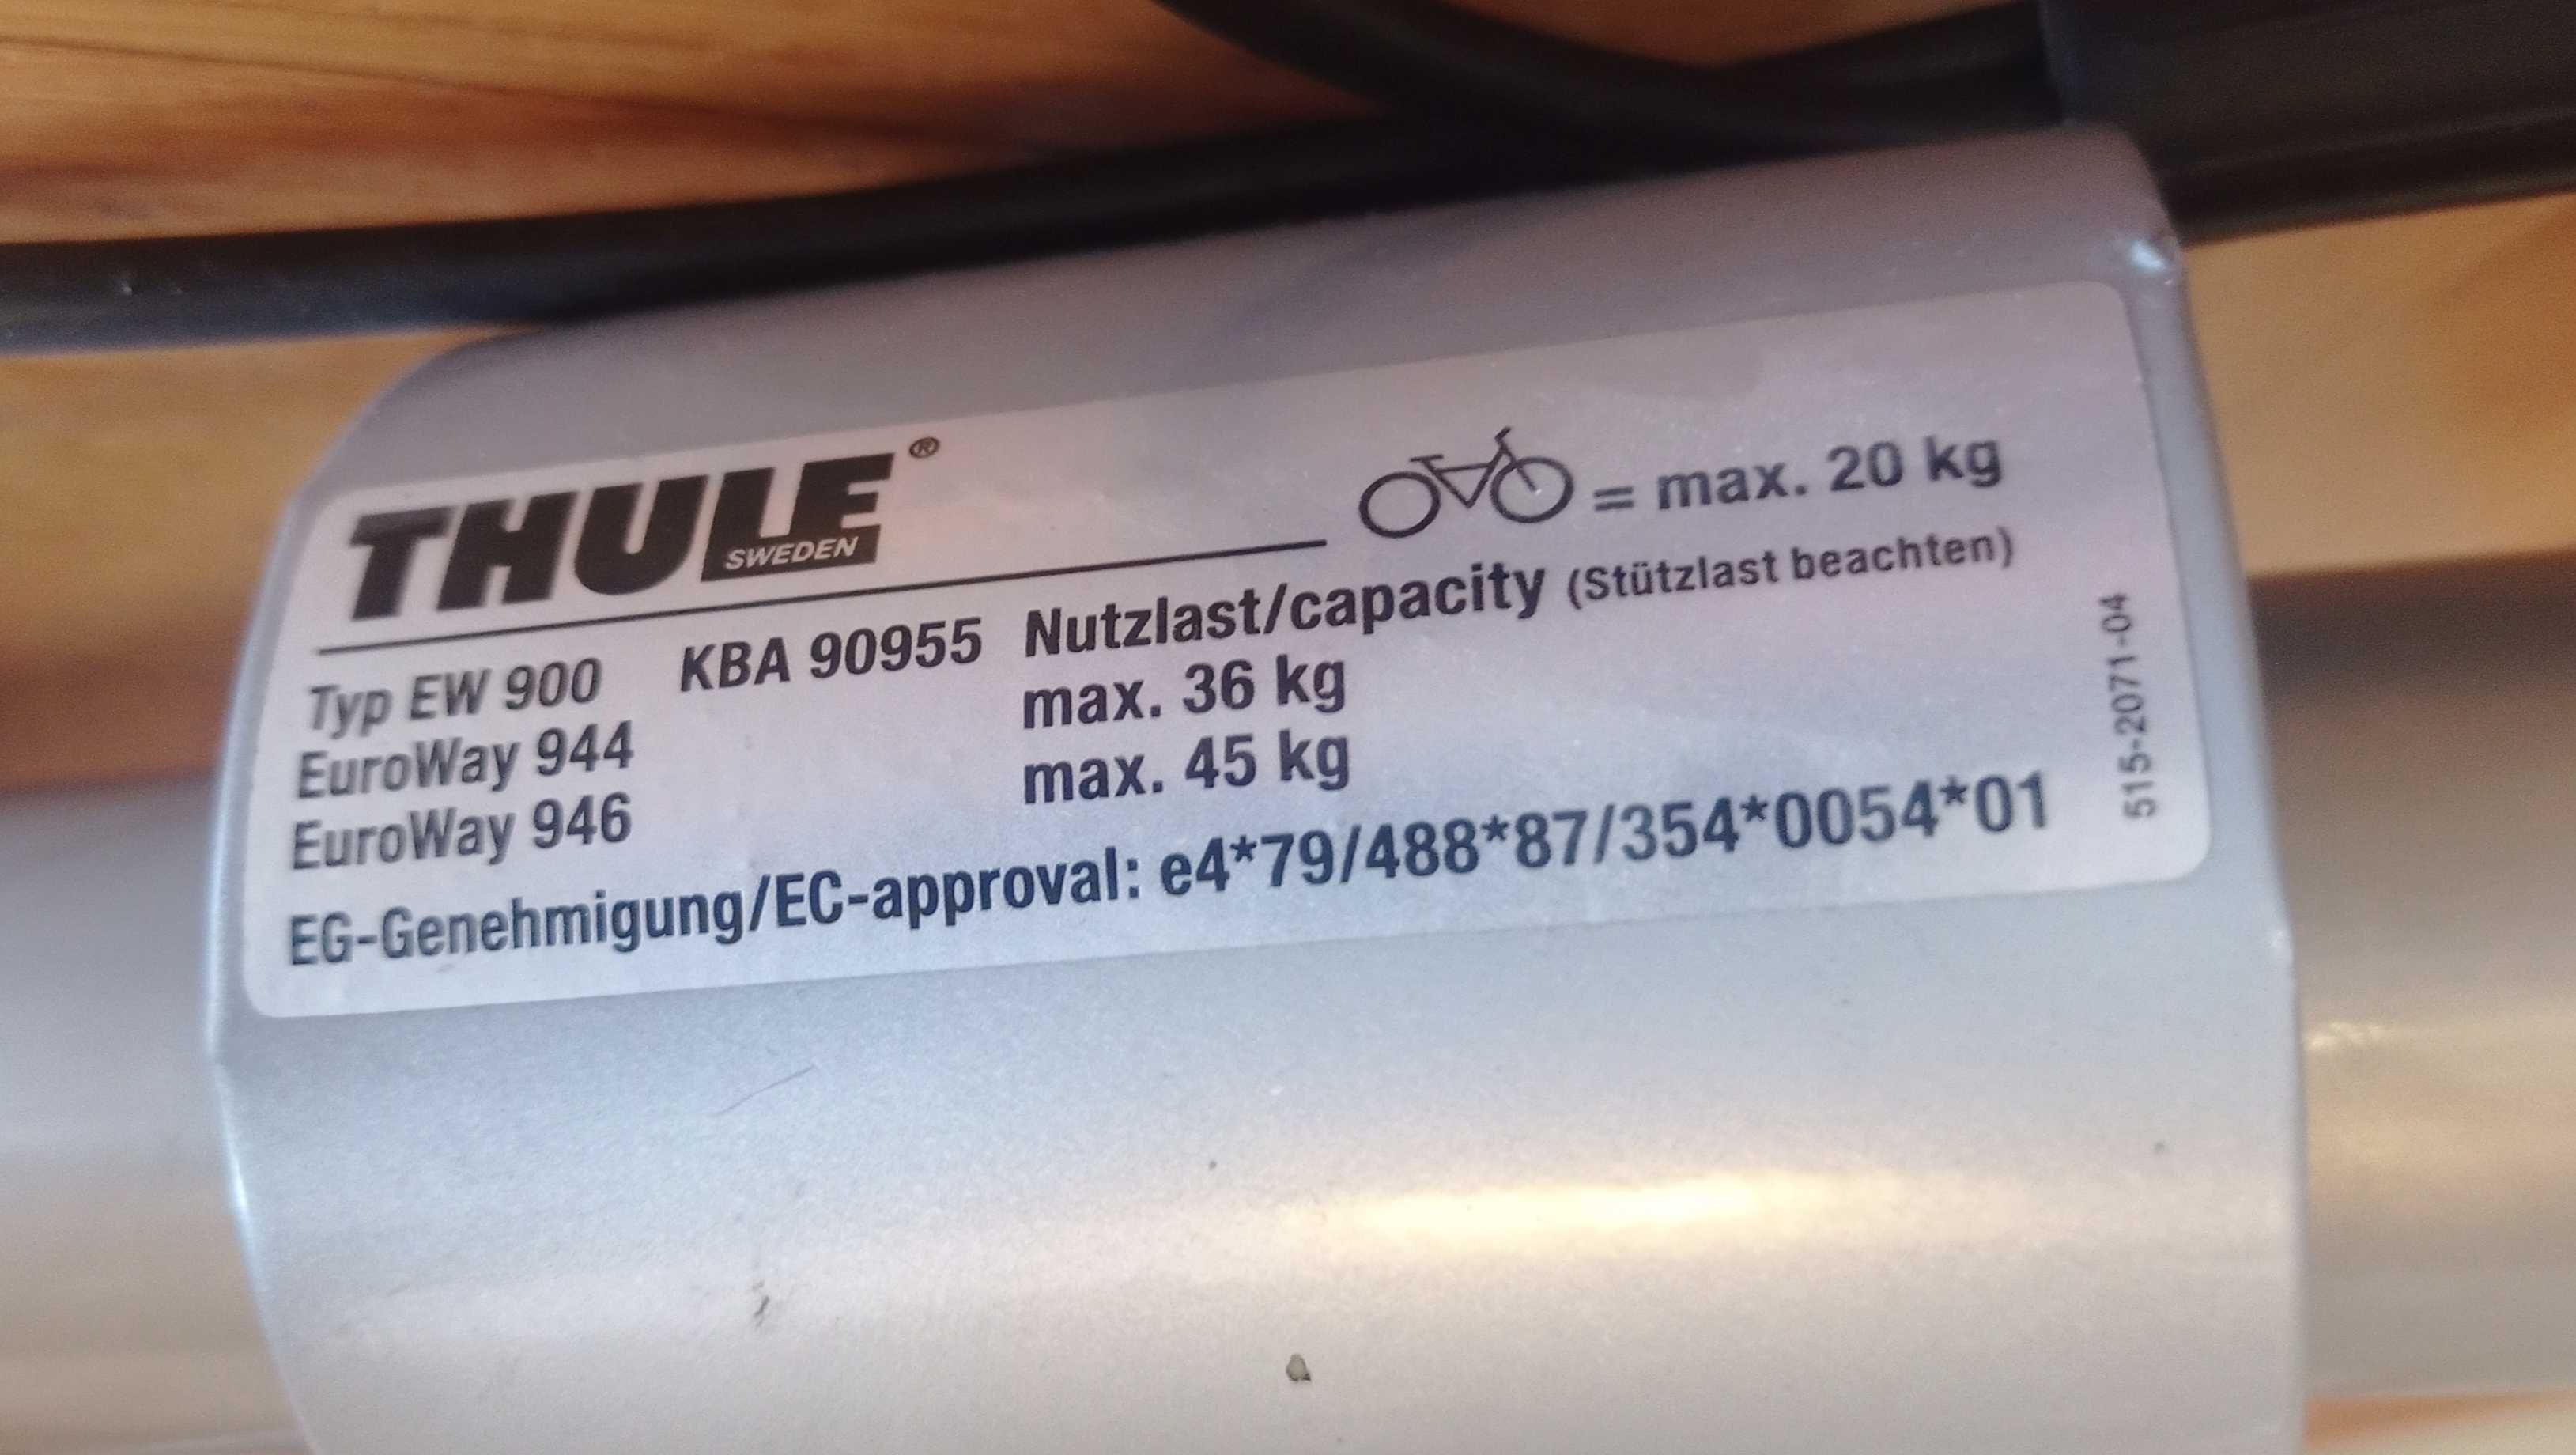 THULE®
SWEDEN
= max. 20 kg
Typ EW 900 KBA 90955 Nutzlast/capacity (Stützlast beachten)
EuroWay 944 max. 36 kg
EuroWay 946 max. 45 kg
EG-Genehmigung/EC-approval: e4*79/488*87/354*0054*01
515-2071-04